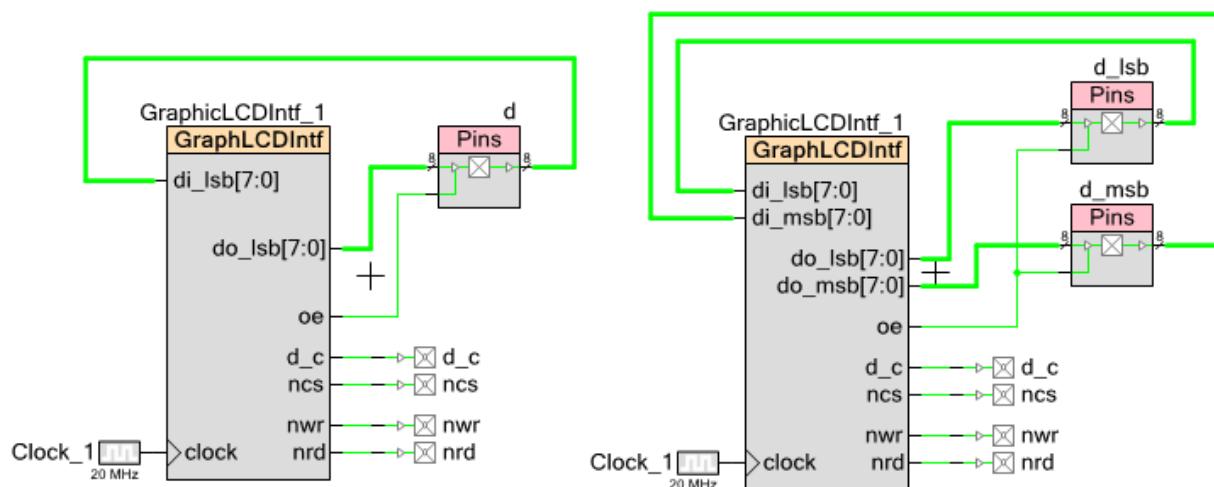 GraphicLCDIntf_1
GraphLCDIntf
di_lsb[7:0]
do_lsb[7:0]
oe
d_c
ncs
nwr
nrd
clock
Clock_1
20 MHz
d
Pins
8
8
d_c
ncs
nwr
nrd
GraphicLCDIntf_1
GraphLCDIntf
di_lsb[7:0]
di_msb[7:0]
do_lsb[7:0]
do_msb[7:0]
oe
d_c
ncs
nwr
nrd
clock
Clock_1
20 MHz
d_lsb
Pins
8
8
d_msb
Pins
8
8
d_c
ncs
nwr
nrd